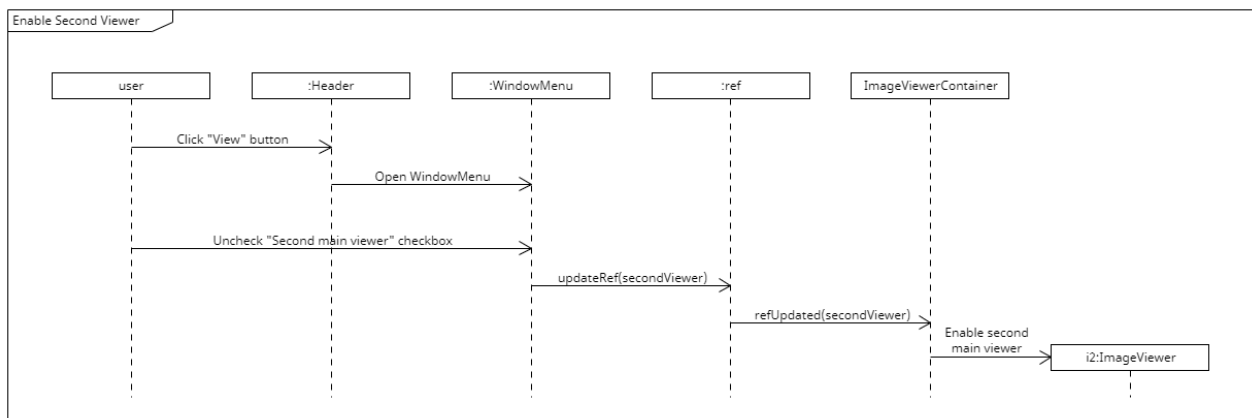 Enable Second Viewer
user
:Header
:WindowMenu
:ref
ImageViewerContainer
Click "View" button
Open WindowMenu
Uncheck "Second main viewer" checkbox
updateRef(secondViewer)
refUpdated(secondViewer)
Enable second
main viewer
i2:ImageViewer